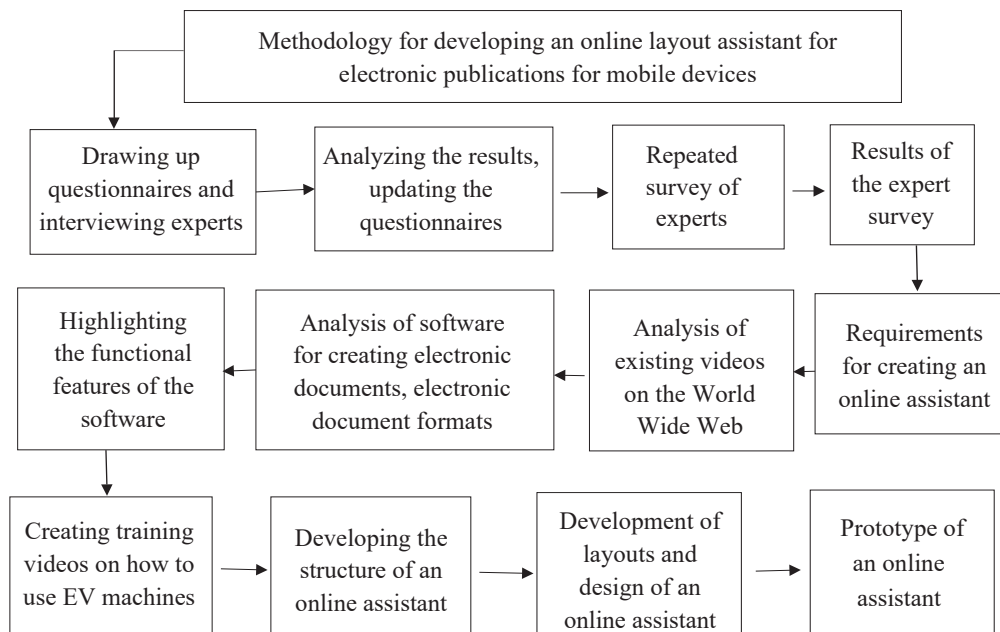 Methodology for developing an online layout assistant for
electronic publications for mobile devices
Drawing up
questionnaires and
interviewing experts
Analyzing the results,
updating the
questionnaires
Repeated
survey of
experts
Results of
the expert
survey
Requirements
for creating an
online assistant
Analysis of
existing videos
on the World
Wide Web
Analysis of software
for creating electronic
documents, electronic
document formats
Highlighting
the functional
features of the
software
Creating training
videos on how to
use EV machines
Developing the
structure of an
online assistant
Development of
layouts and
design of an
online assistant
Prototype of
an online
assistant